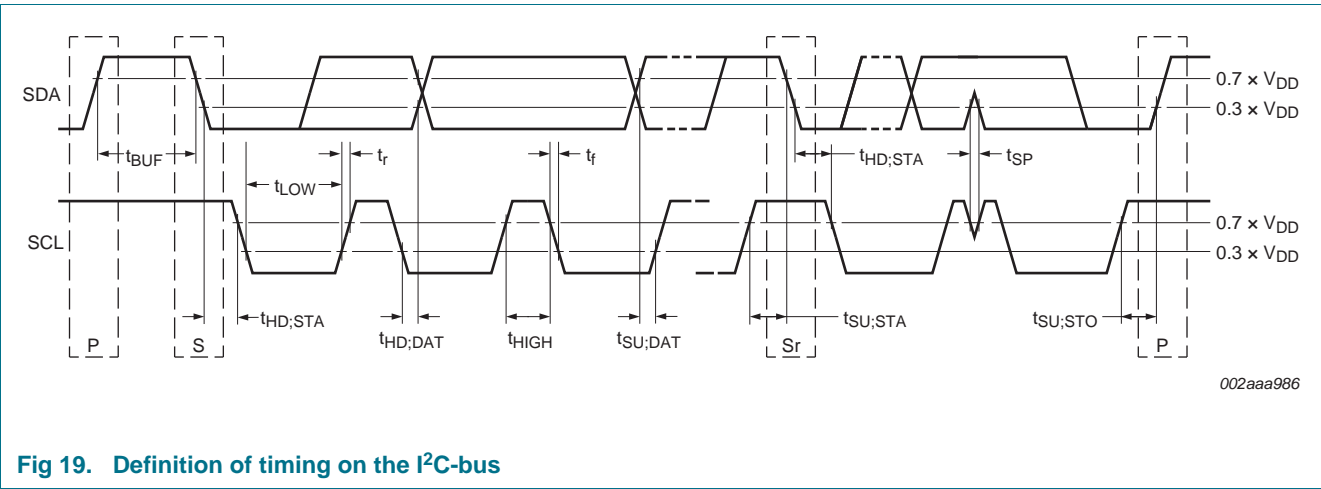 SDA
0.7 × VDD
0.3 × VDD
tBUF
tr
tf
tHD;STA
tSP
tLOW
SCL
0.7 × VDD
0.3 × VDD
tHD;STA
tHD;DAT
tHIGH
tSU;DAT
tSU;STA
tSU;STO
P
S
Sr
P
002aaa986
Fig 19. Definition of timing on the I²C-bus